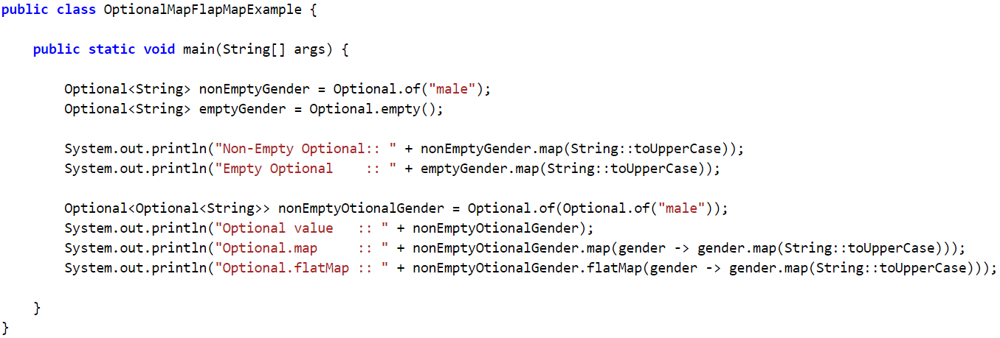 public class OptionalMapFlapMapExample {
    public static void main(String[] args) {
        Optional<String> nonEmptyGender = Optional.of("male");
        Optional<String> emptyGender = Optional.empty();
        System.out.println("Non-Empty Optional:: " + nonEmptyGender.map(String::toUpperCase));
        System.out.println("Empty Optional    :: " + emptyGender.map(String::toUpperCase));
        Optional<Optional<String>> nonEmptyOtionalGender = Optional.of(Optional.of("male"));
        System.out.println("Optional value   :: " + nonEmptyOtionalGender);
        System.out.println("Optional.map     :: " + nonEmptyOtionalGender.map(gender -> gender.map(String::toUpperCase)));
        System.out.println("Optional.flatMap :: " + nonEmptyOtionalGender.flatMap(gender -> gender.map(String::toUpperCase)));
    }
}